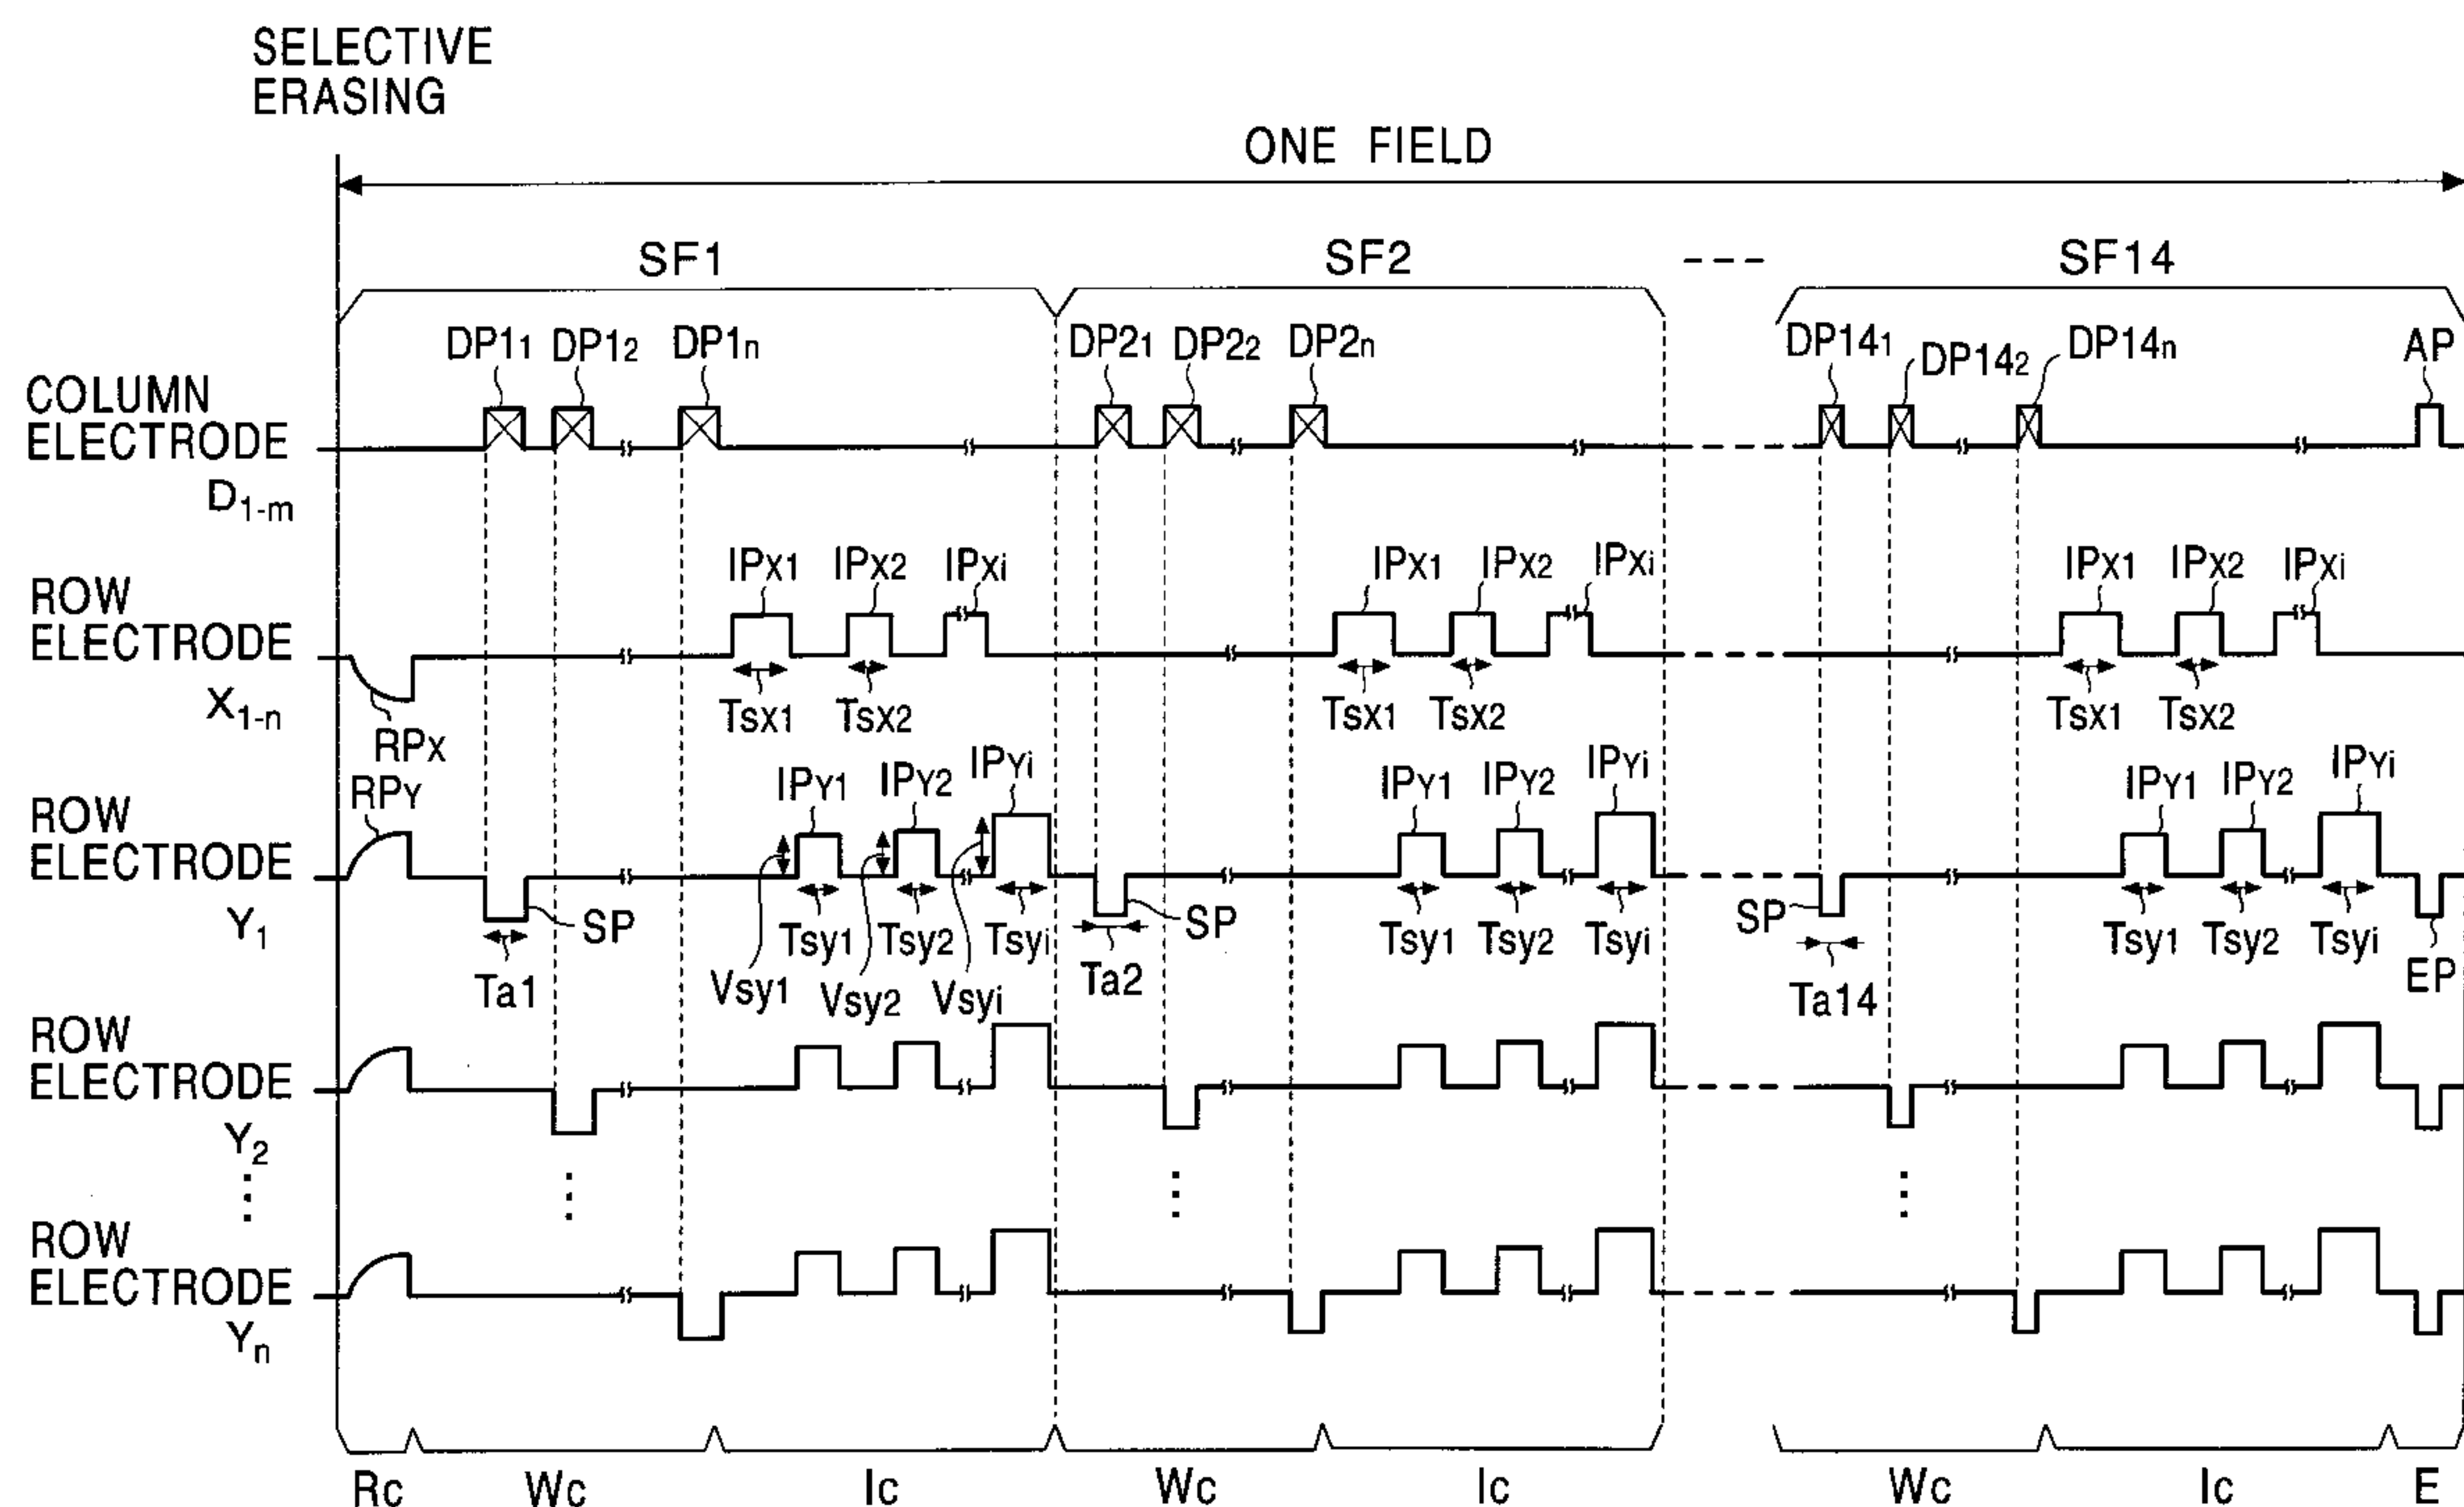 SELECTIVE
ERASING
ONE FIELD
SF1 SF2 SF14
DP11 DP12 DP1n DP21 DP22 DP2n DP141 DP142 DP14n AP
COLUMN
ELECTRODE
D1-m
IPX1 IPX2 IPXi IPX1 IPX2 IPXi IPX1 IPX2 IPXi
ROW
ELECTRODE
X1-n
TSX1 TSX2 TSX1 TSX2 TSX1 TSX2
RPX
RPY IPY1 IPY2 IPYi IPY1 IPY2 IPYi IPY1 IPY2 IPYi
ROW
ELECTRODE
Y1
SP SP SP
Tsy1 Tsy2 Tsyi Tsy1 Tsy2 Tsyi Tsy1 Tsy2 Tsyi
Ta1 Vsy1 Vsy2 Vsyi Ta2 Ta14 EP
ROW
ELECTRODE
Y2
ROW
ELECTRODE
Yn
Rc Wc Ic Wc Ic Wc Ic E